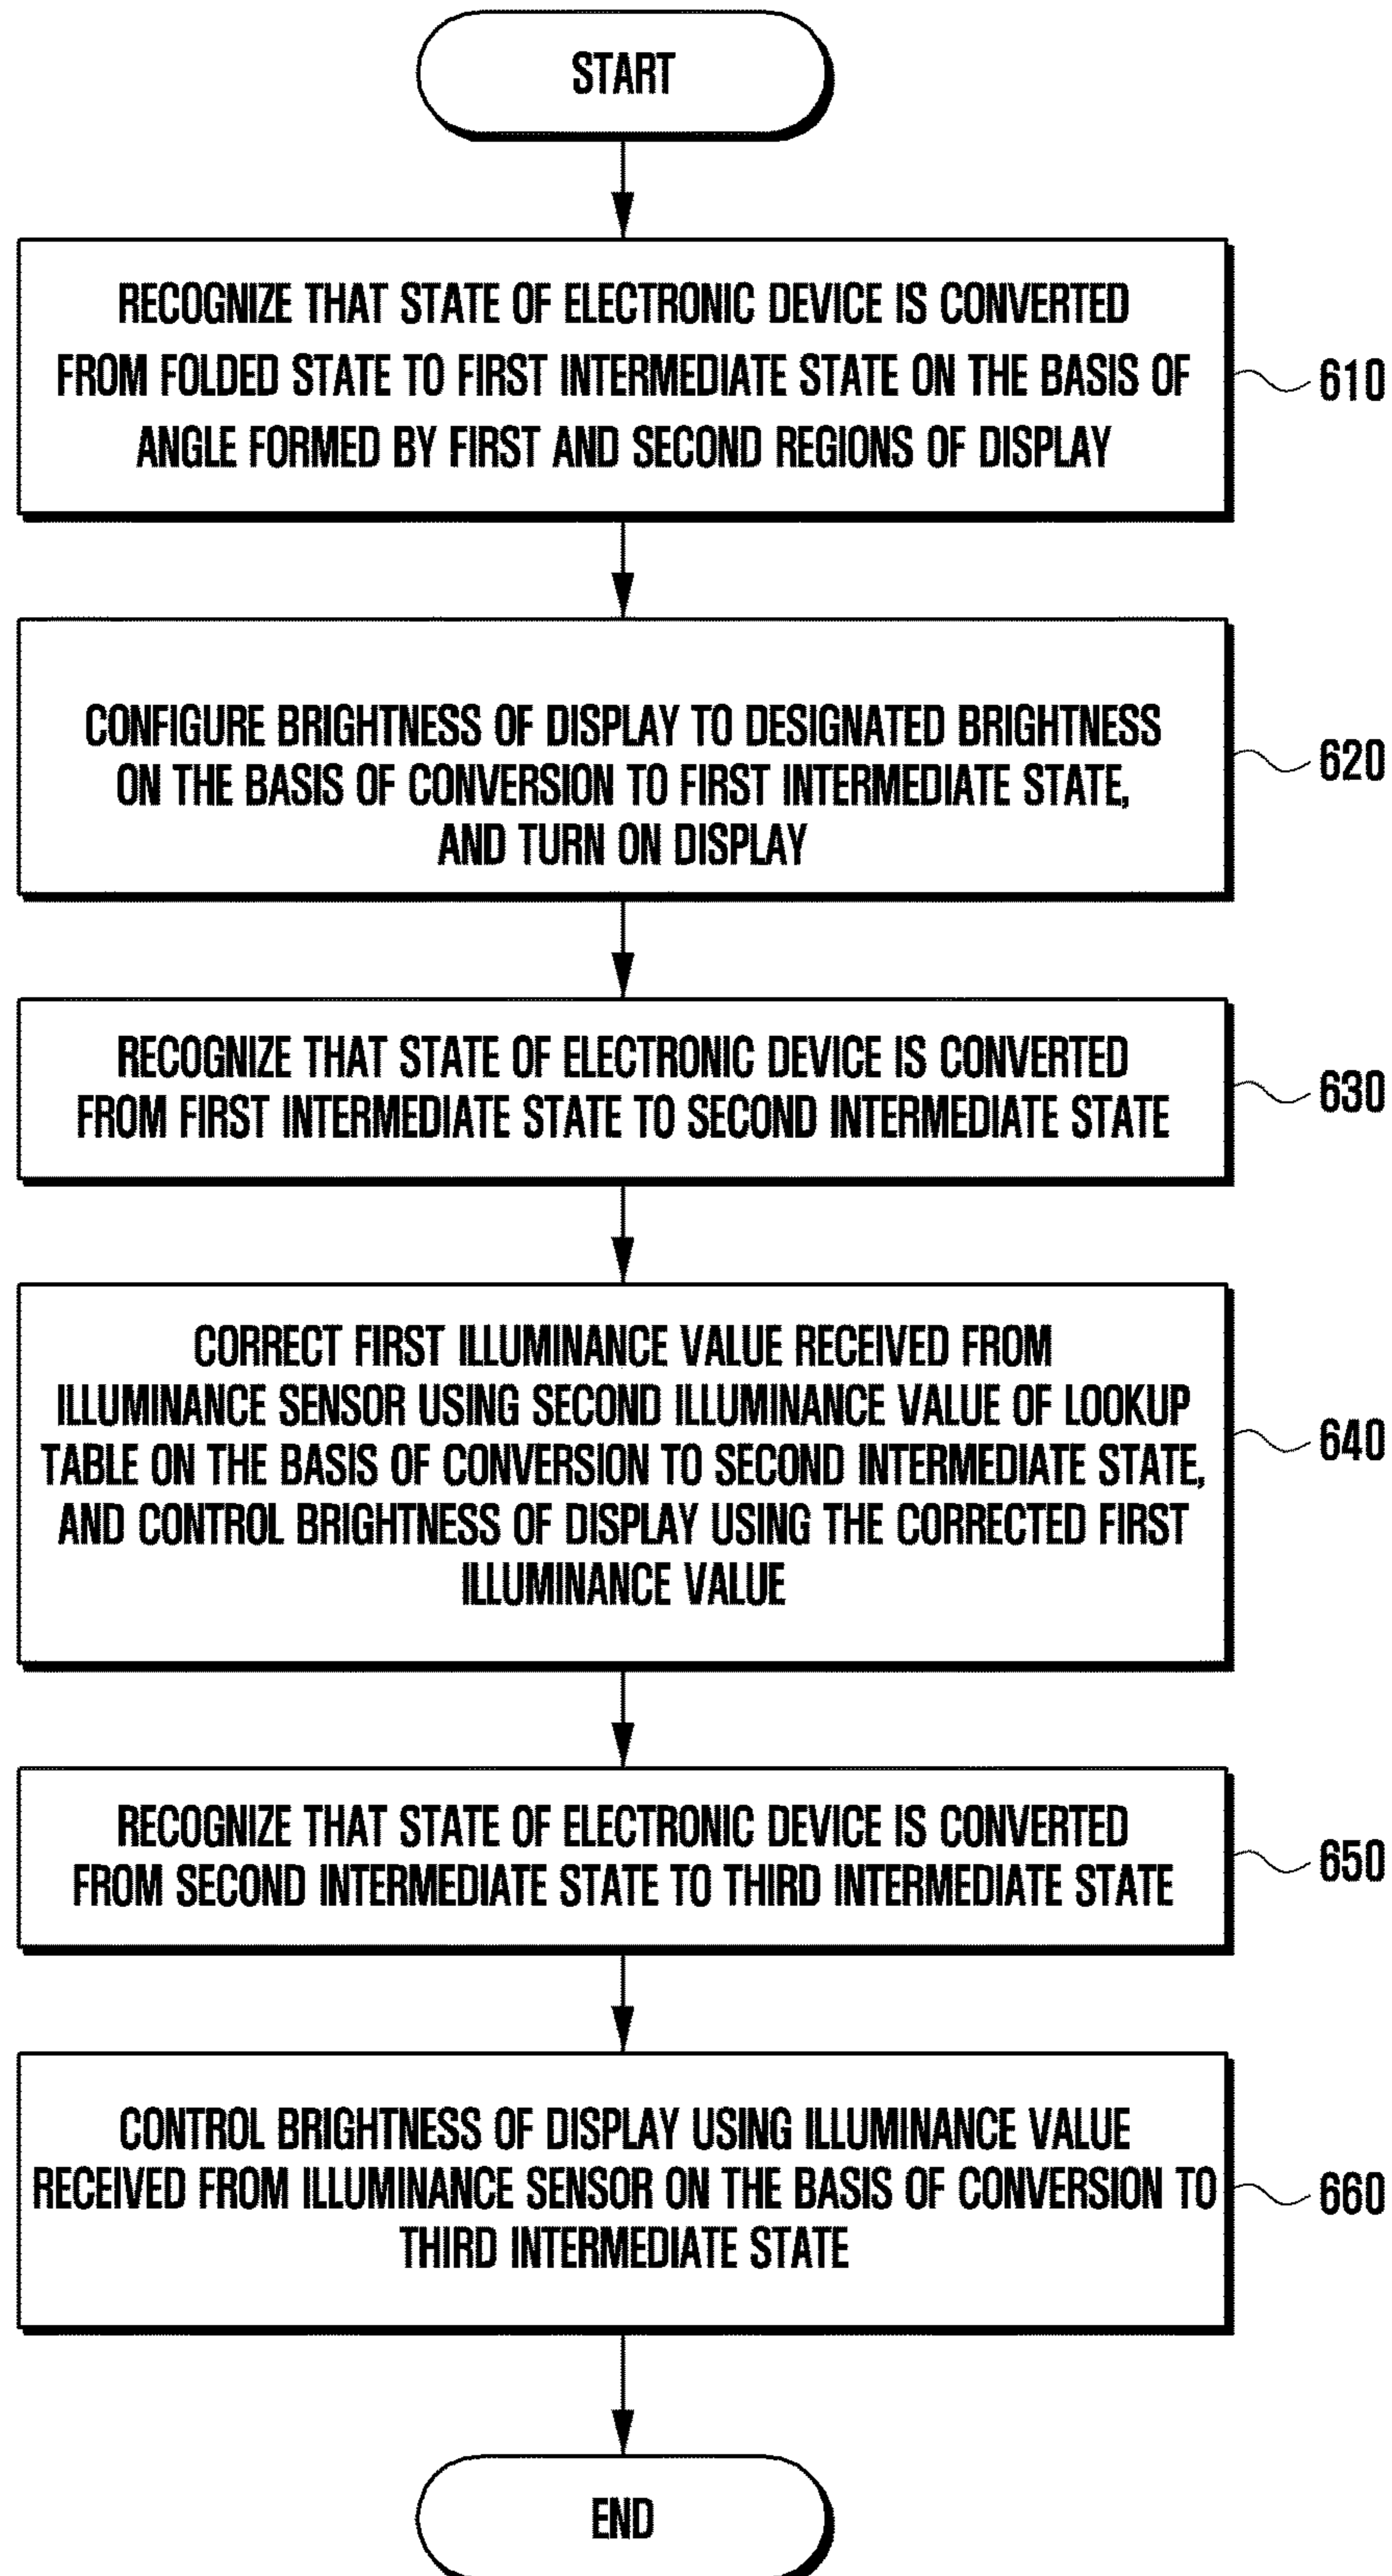 START
RECOGNIZE THAT STATE OF ELECTRONIC DEVICE IS CONVERTED
FROM FOLDED STATE TO FIRST INTERMEDIATE STATE ON THE BASIS OF
ANGLE FORMED BY FIRST AND SECOND REGIONS OF DISPLAY
610
CONFIGURE BRIGHTNESS OF DISPLAY TO DESIGNATED BRIGHTNESS
ON THE BASIS OF CONVERSION TO FIRST INTERMEDIATE STATE,
AND TURN ON DISPLAY
620
RECOGNIZE THAT STATE OF ELECTRONIC DEVICE IS CONVERTED
FROM FIRST INTERMEDIATE STATE TO SECOND INTERMEDIATE STATE
630
CORRECT FIRST ILLUMINANCE VALUE RECEIVED FROM
ILLUMINANCE SENSOR USING SECOND ILLUMINANCE VALUE OF LOOKUP
TABLE ON THE BASIS OF CONVERSION TO SECOND INTERMEDIATE STATE,
AND CONTROL BRIGHTNESS OF DISPLAY USING THE CORRECTED FIRST
ILLUMINANCE VALUE
640
RECOGNIZE THAT STATE OF ELECTRONIC DEVICE IS CONVERTED
FROM SECOND INTERMEDIATE STATE TO THIRD INTERMEDIATE STATE
650
CONTROL BRIGHTNESS OF DISPLAY USING ILLUMINANCE VALUE
RECEIVED FROM ILLUMINANCE SENSOR ON THE BASIS OF CONVERSION TO
THIRD INTERMEDIATE STATE
660
END